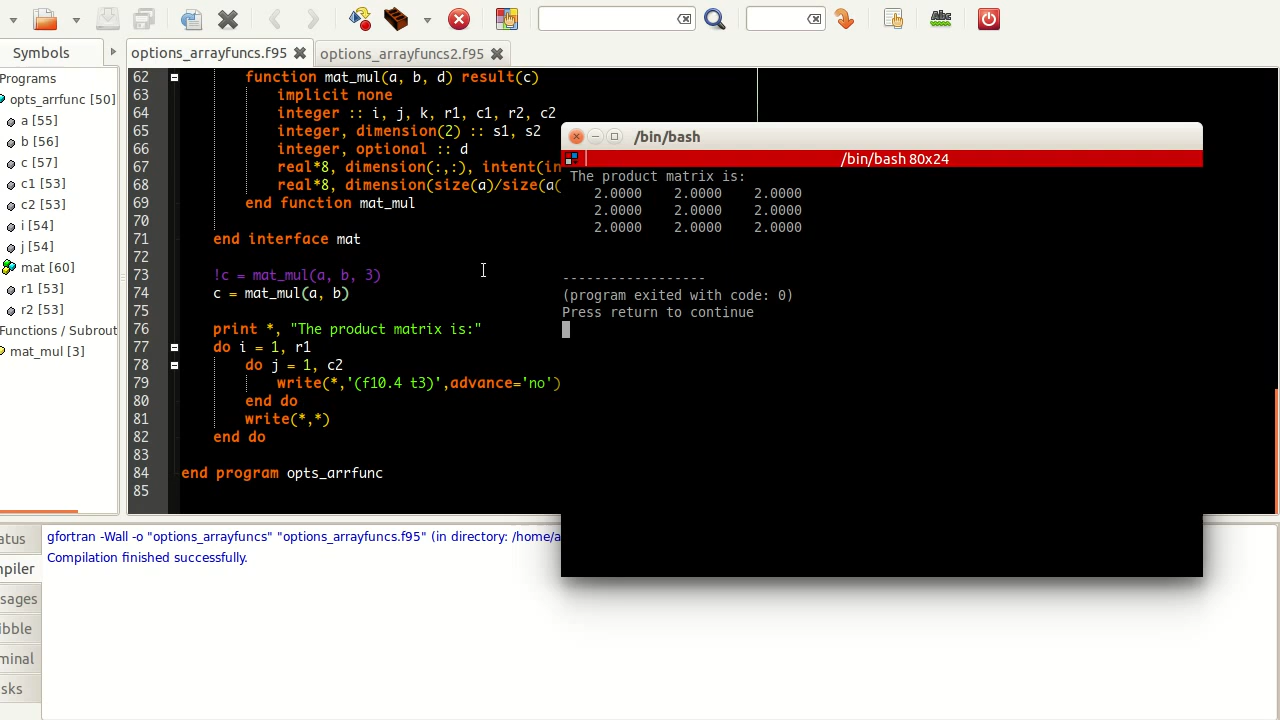 options_arrayfuncs.f95
options_arrayfuncs2.f95
Symbols
Programs
opts_arrfunc [50]
a [55]
b [56]
c [57]
c1 [53]
c2 [53]
i [54]
j [54]
mat [60]
r1 [53]
r2 [53]
Functions / Subrout
mat_mul [3]
62 function mat_mul(a, b, d) result(c)
63 implicit none
64 integer :: i, j, k, r1, c1, r2, c2
65 integer, dimension(2) :: s1, s2
66 integer, optional :: d
67 real*8, dimension(:,:), intent(in
68 real*8, dimension(size(a)/size(a(
69 end function mat_mul
70
71 end interface mat
72
73 !c = mat_mul(a, b, 3)
74 c = mat_mul(a, b)
75
76 print *, "The product matrix is:"
77 do i = 1, r1
78 do j = 1, c2
79 write(*,'(f10.4 t3)',advance='no')
80 end do
81 write(*,*)
82 end do
83
84 end program opts_arrfunc
85
/bin/bash
/bin/bash 80x24
The product matrix is:
2.0000 2.0000 2.0000
2.0000 2.0000 2.0000
2.0000 2.0000 2.0000
------------------
(program exited with code: 0)
Press return to continue
atus
mpiler
sages
ibble
minal
sks
gfortran -Wall -o "options_arrayfuncs" "options_arrayfuncs.f95" (in directory: /home/a
Compilation finished successfully.
Abc